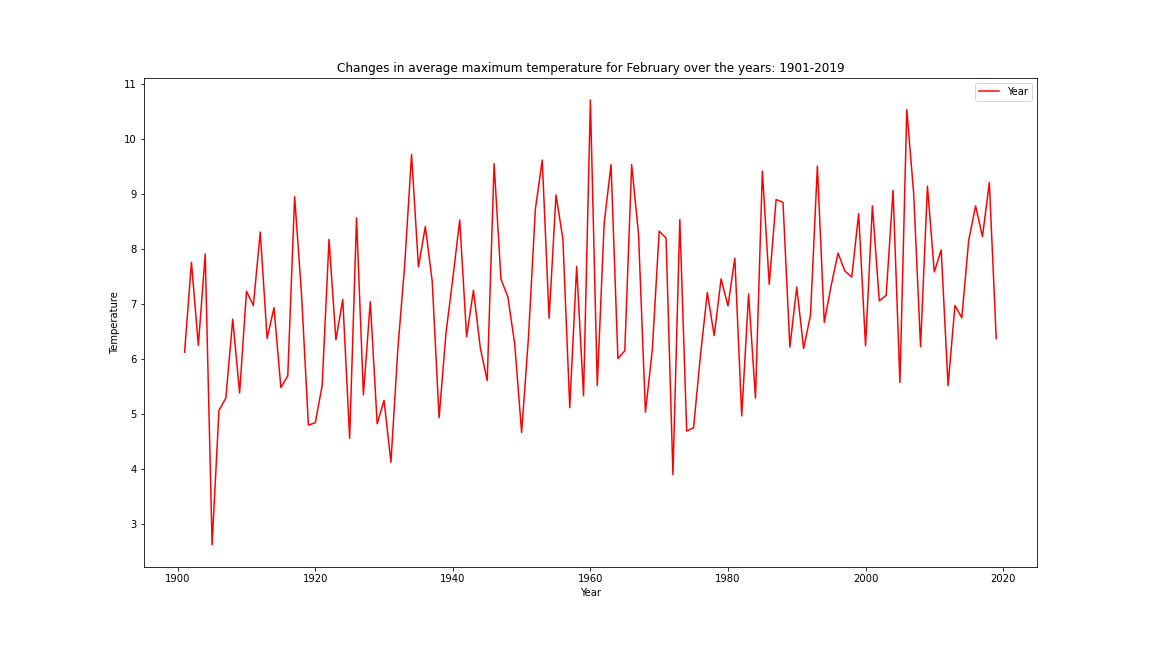 Changes in average maximum temperature for February over the years: 1901-2019
Year
11
10
9
8
7
6
5
4
3
Temperature
1900 1920 1940 1960 1980 2000 2020
Year